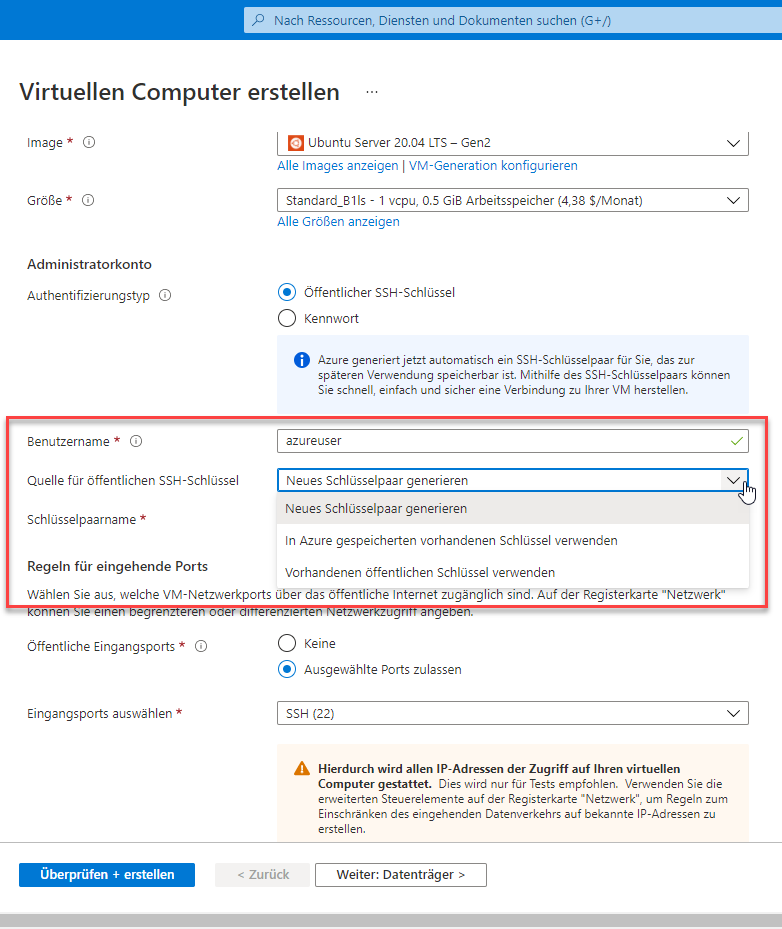 Nach Ressourcen, Diensten und Dokumenten suchen (G+/)
Virtuellen Computer erstellen ...
Image *
Ubuntu Server 20.04 LTS – Gen2
Alle Images anzeigen | VM-Generation konfigurieren
Größe *
Standard_B1ls - 1 vcpu, 0.5 GiB Arbeitsspeicher (4,38 $/Monat)
Alle Größen anzeigen
Administratorkonto
Authentifizierungstyp
Öffentlicher SSH-Schlüssel
Kennwort
Azure generiert jetzt automatisch ein SSH-Schlüsselpaar für Sie, das zur
späteren Verwendung speicherbar ist. Mithilfe des SSH-Schlüsselpaars können
Sie schnell, einfach und sicher eine Verbindung zu Ihrer VM herstellen.
Benutzername *
azureuser
Quelle für öffentlichen SSH-Schlüssel
Neues Schlüsselpaar generieren
Neues Schlüsselpaar generieren
In Azure gespeicherten vorhandenen Schlüssel verwenden
Vorhandenen öffentlichen Schlüssel verwenden
Schlüsselpaarname *
Regeln für eingehende Ports
Wählen Sie aus, welche VM-Netzwerkports über das öffentliche Internet zugänglich sind. Auf der Registerkarte "Netzwerk"
können Sie einen begrenzteren oder differenzierten Netzwerkzugriff angeben.
Öffentliche Eingangsports *
Keine
Ausgewählte Ports zulassen
Eingangsports auswählen *
SSH (22)
Hierdurch wird allen IP-Adressen der Zugriff auf Ihren virtuellen
Computer gestattet. Dies wird nur für Tests empfohlen. Verwenden Sie die
erweiterten Steuerelemente auf der Registerkarte "Netzwerk", um Regeln zum
Einschränken des eingehenden Datenverkehrs auf bekannte IP-Adressen zu
erstellen.
Überprüfen + erstellen
< Zurück
Weiter: Datenträger >